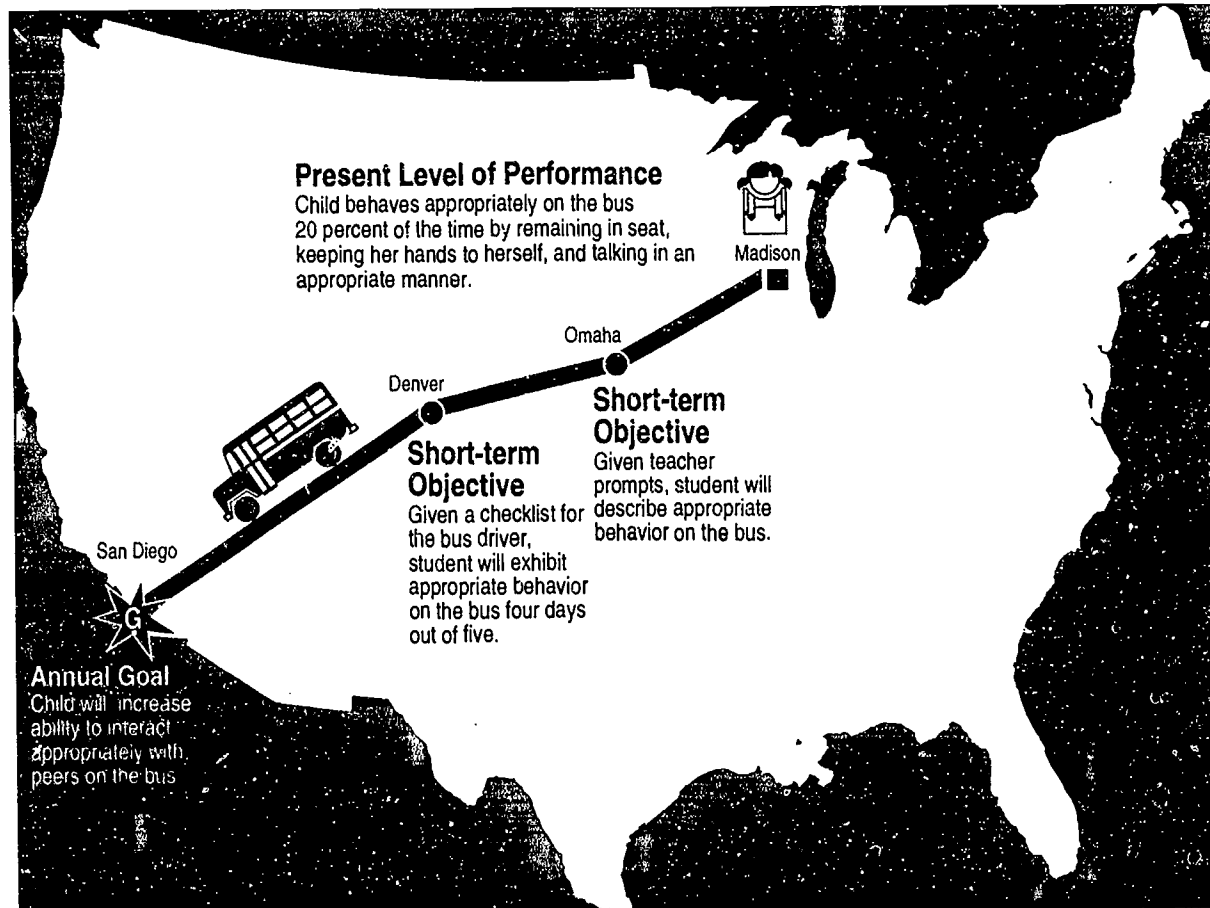 Present Level of Performance
Child behaves appropriately on the bus
20 percent of the time by remaining in seat,
keeping her hands to herself, and talking in an
appropriate manner.
Madison
Omaha
Short-term
Objective
Given teacher
prompts, student will
describe appropriate
behavior on the bus.
Denver
Short-term
Objective
Given a checklist for
the bus driver,
student will exhibit
appropriate behavior
on the bus four days
out of five.
San Diego
G
Annual Goal
Child will increase
ability to interact
appropriately with
peers on the bus